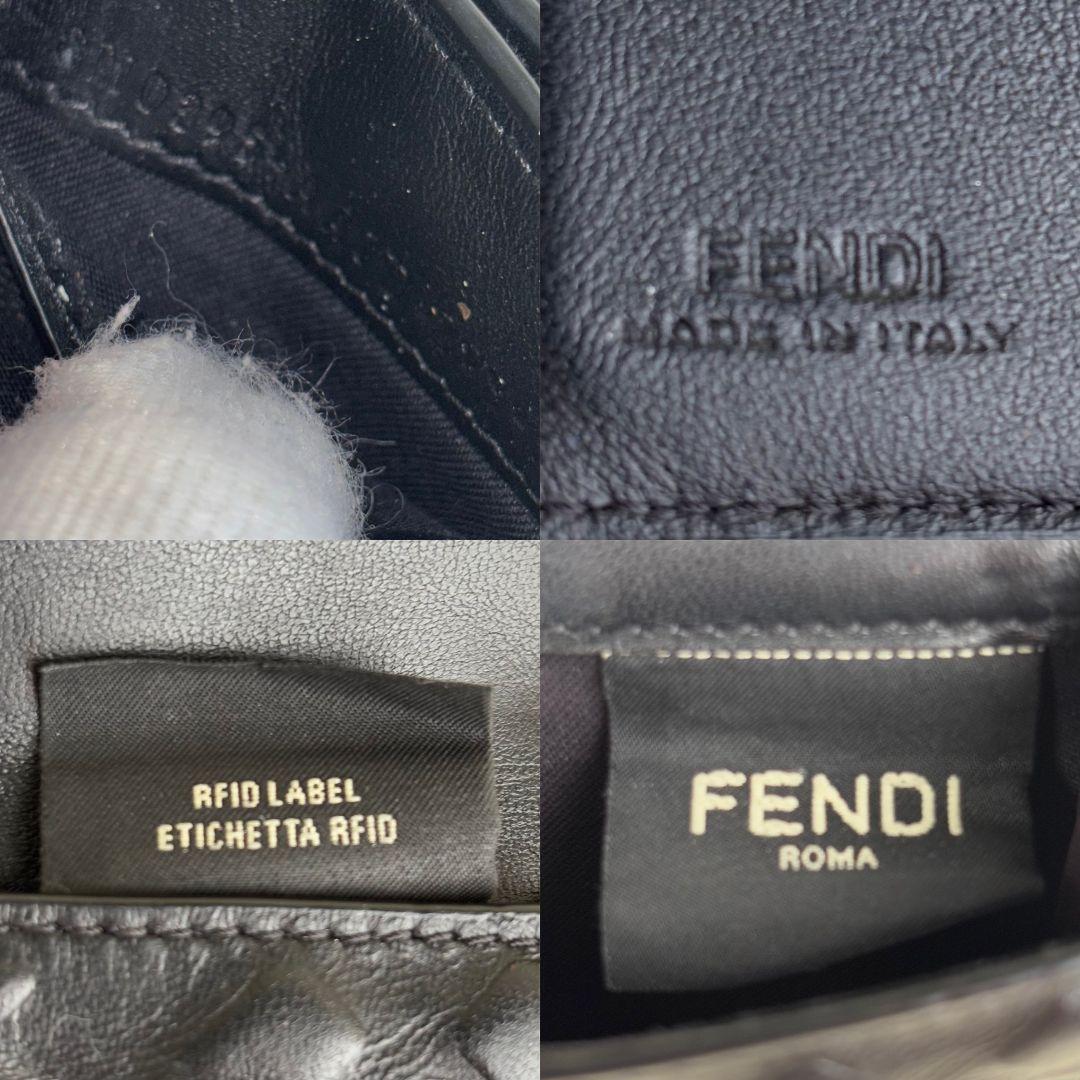 FENDI
MADE IN ITALY
RFID LABEL
ETICHETTA RFID
FENDI
ROMA